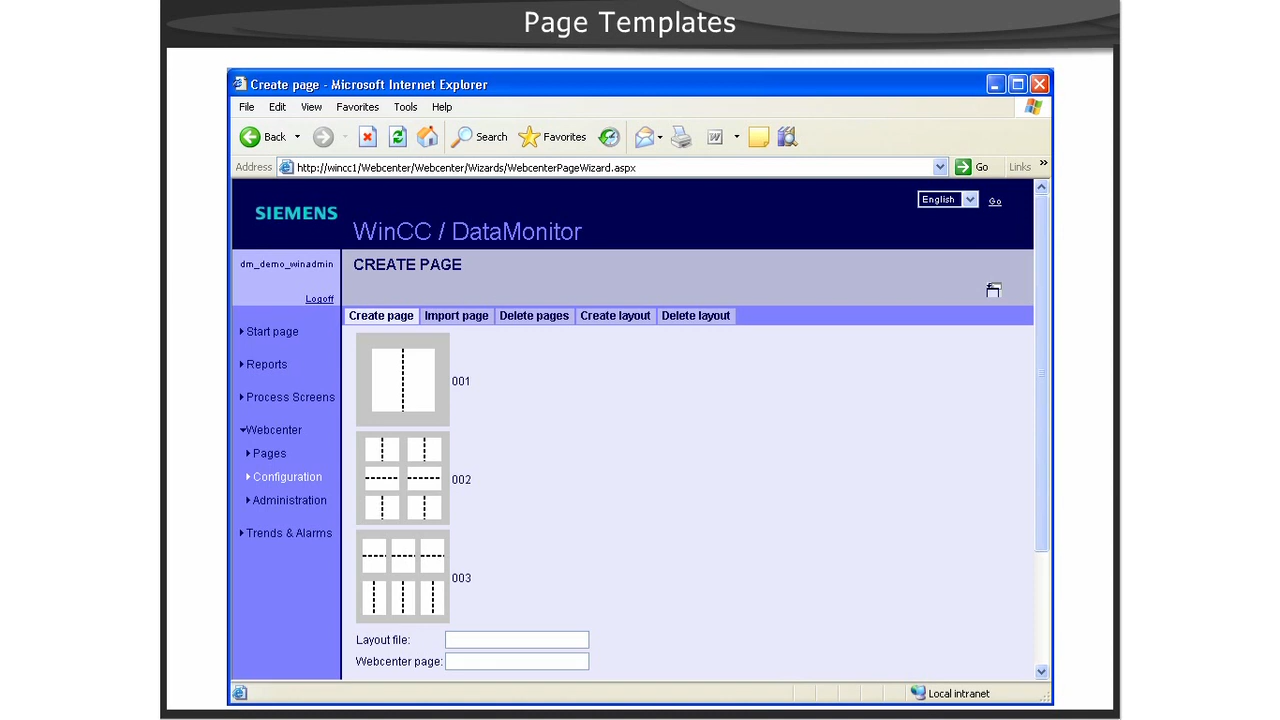 Page Templates
Create page - Microsoft Internet Explorer
File Edit View Favorites Tools Help
Back Search Favorites W
Address http://wincc1/Webcenter/Webcenter/Wizards/WebcenterPageWizard.aspx Go Links »
SIEMENS
English Go
WinCC / DataMonitor
dm_demo_winadmin
CREATE PAGE
Logoff
Create page Import page Delete pages Create layout Delete layout
Start page
Reports
Process Screens
Webcenter
Pages
Configuration
Administration
Trends & Alarms
001
002
003
Layout file:
Webcenter page:
Local intranet